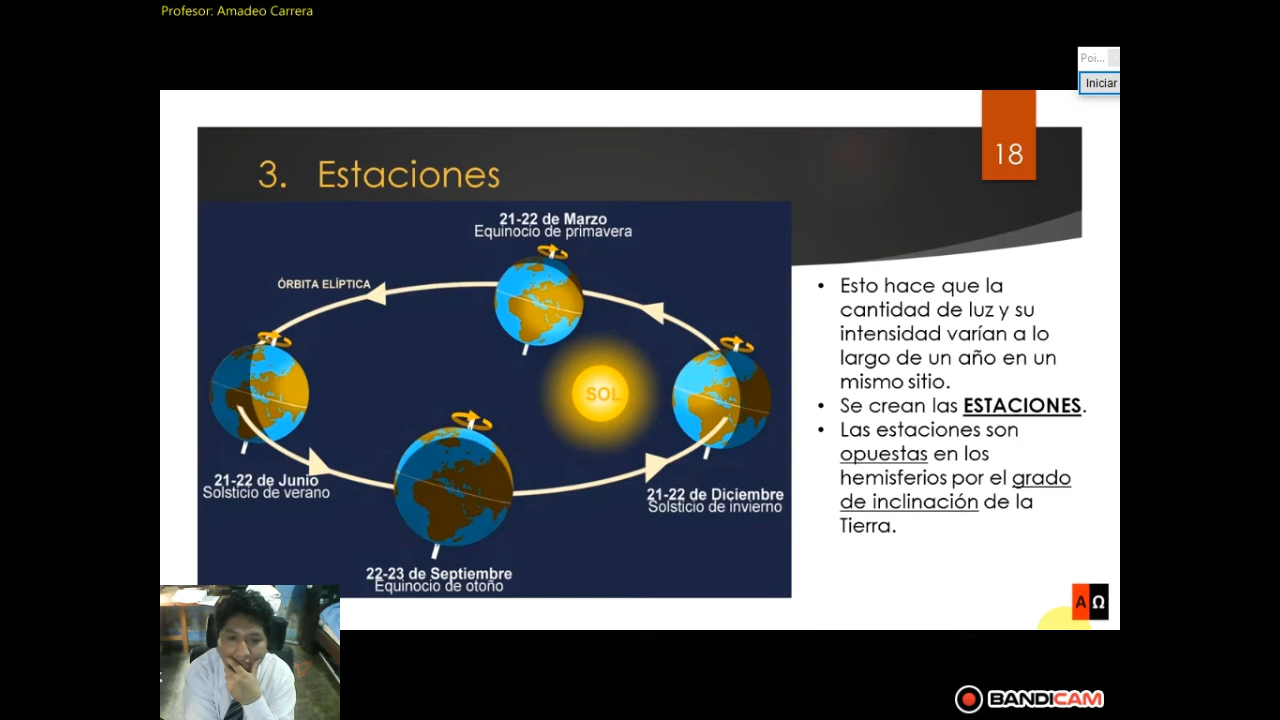 Profesor: Amadeo Carrera
Poi...
Iniciar
18
3. Estaciones
21-22 de Marzo
Equinocio de primavera
ÓRBITA ELÍPTICA
SOL
21-22 de Junio
Solsticio de verano
21-22 de Diciembre
Solsticio de invierno
22-23 de Septiembre
Equinocio de otoño
• Esto hace que la
cantidad de luz y su
intensidad varían a lo
largo de un año en un
mismo sitio.
• Se crean las ESTACIONES.
• Las estaciones son
opuestas en los
hemisferios por el grado
de inclinación de la
Tierra.
A Ω
BANDICAM